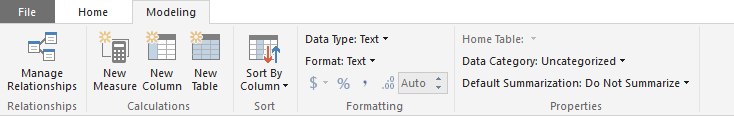 File Home Modeling
Manage
Relationships
Relationships
New
Measure
New
Column
New
Table
Calculations
Sort By
Column
Sort
Data Type: Text
Format: Text
$ % , .00 Auto
Formatting
Home Table:
Data Category: Uncategorized
Default Summarization: Do Not Summarize
Properties